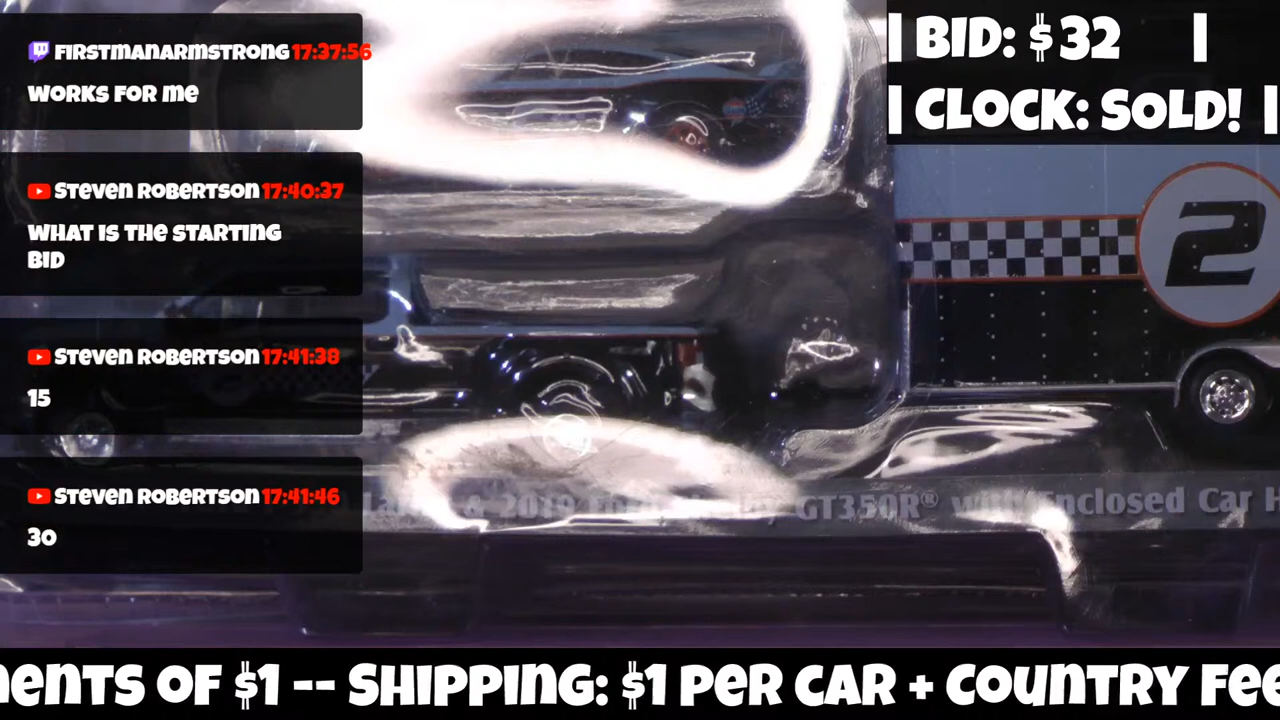 FIRSTMANARMSTRONG 17:37:56
WORKS FOR ME
STEVEN ROBERTSON 17:40:37
WHAT IS THE STARTING
BID
STEVEN ROBERTSON 17:41:38
15
STEVEN ROBERTSON 17:41:46
30
| BID: $32 |
| CLOCK: SOLD! |
2
& 2019 GT350R® with Enclosed Car H
MENTS OF $1 -- SHIPPING: $1 PER CAR + COUNTRY FEE